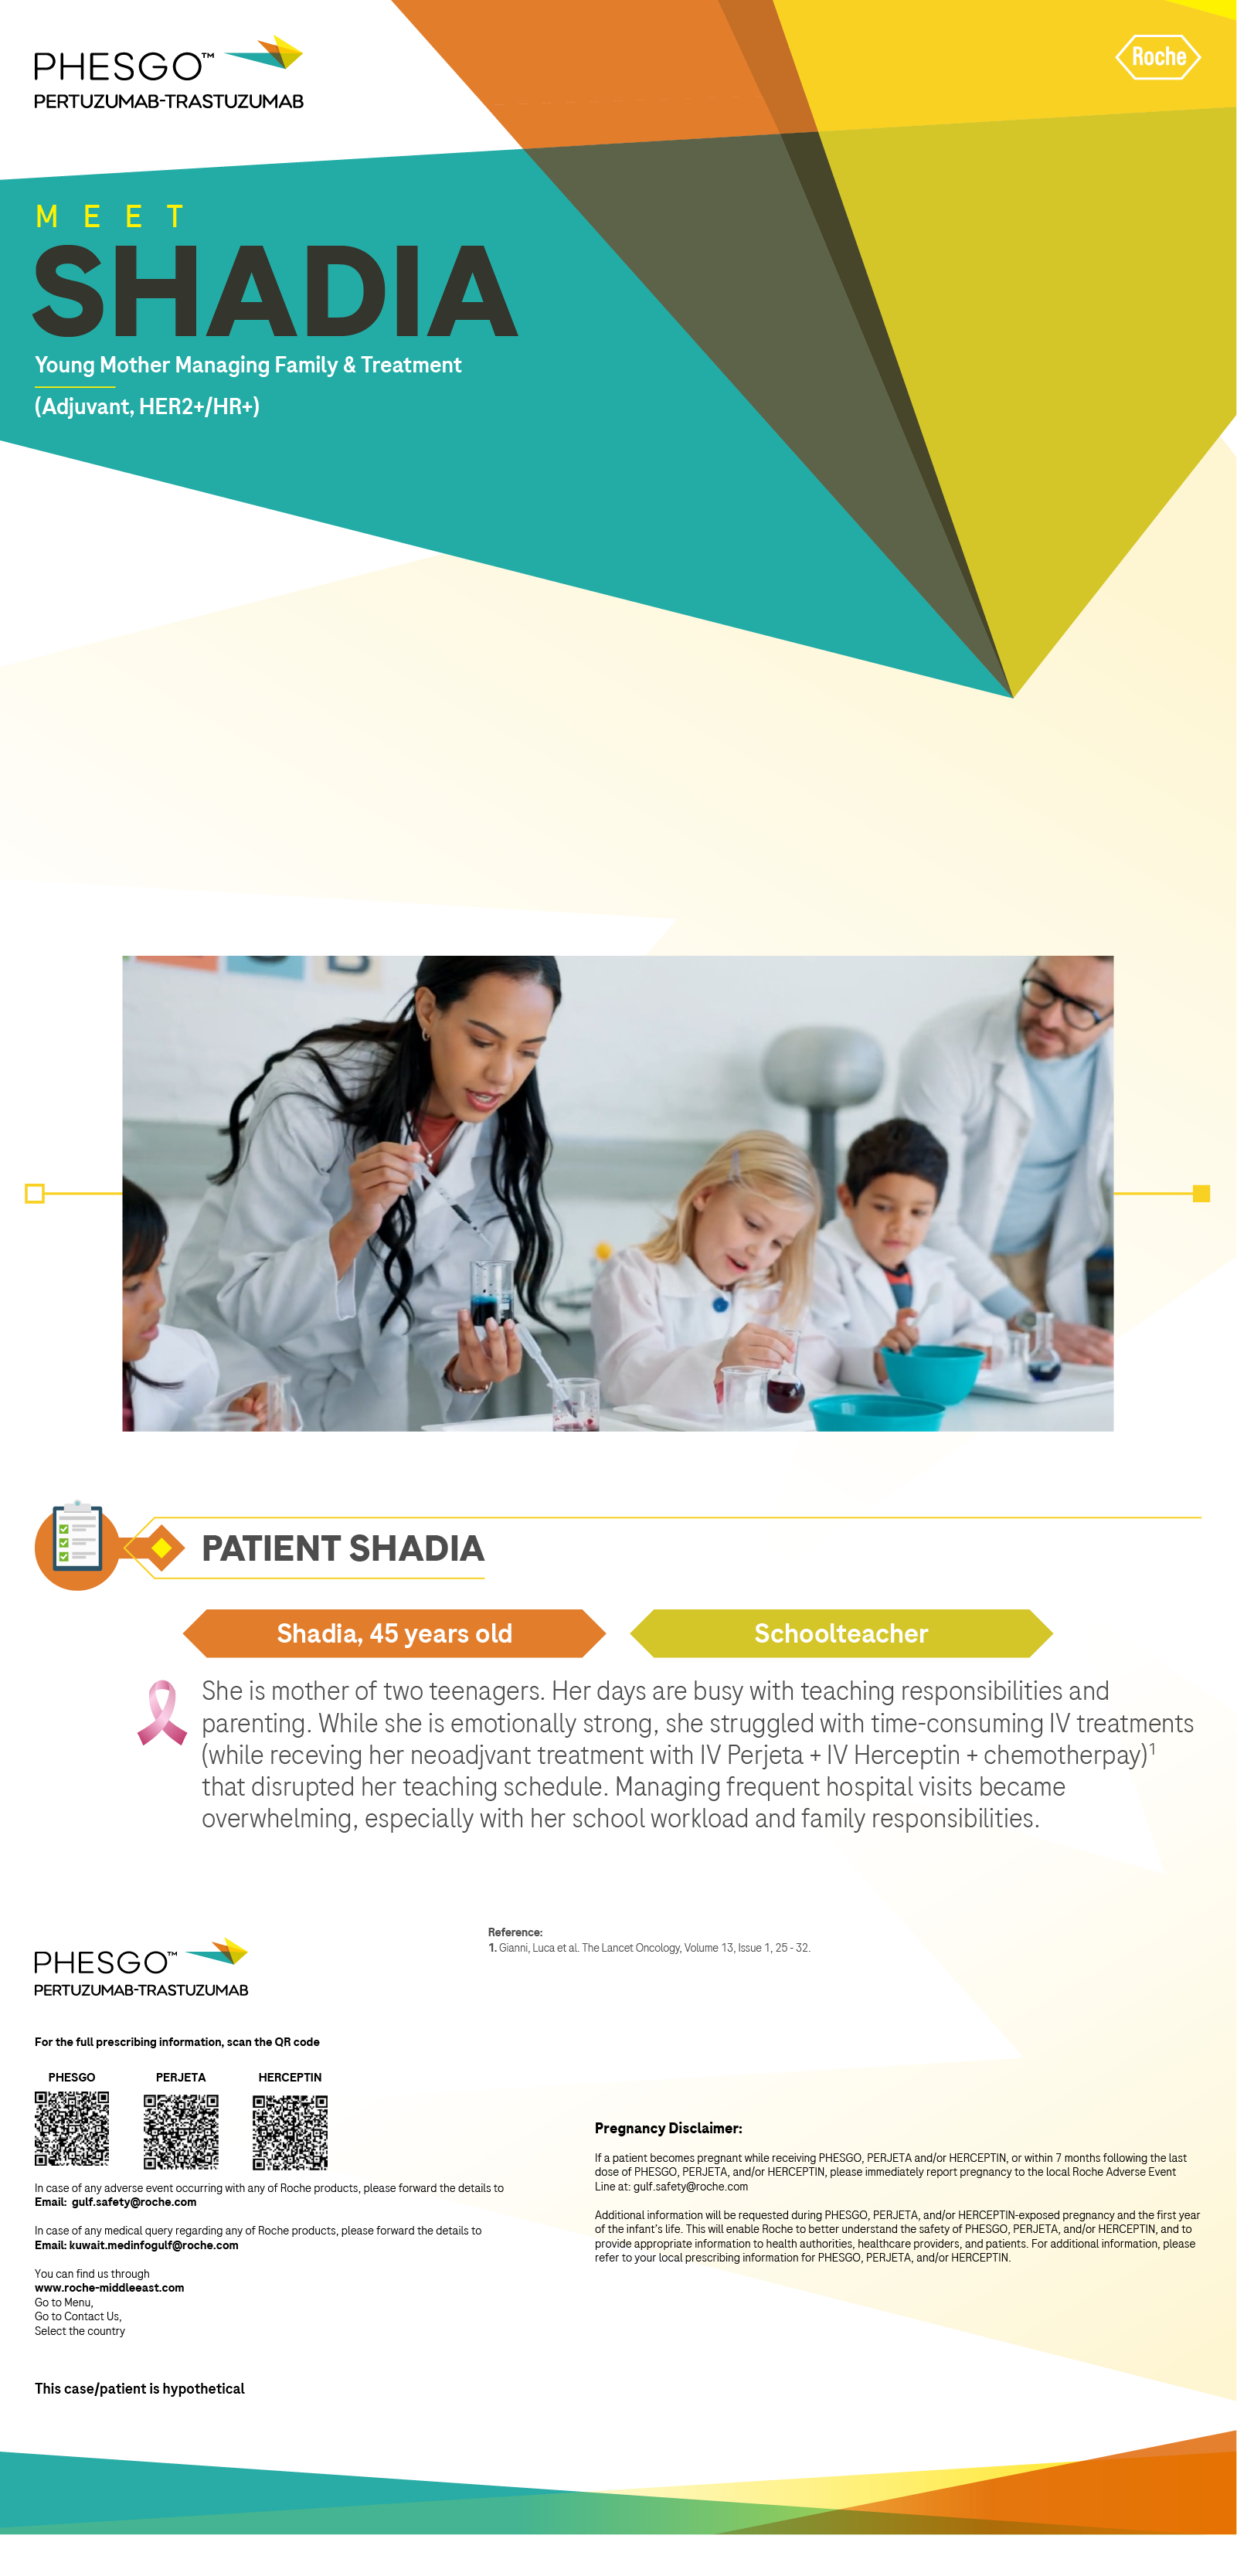 PHESGO™
PERTUZUMAB-TRASTUZUMAB
Roche
MEET
SHADIA
Young Mother Managing Family & Treatment
(Adjuvant, HER2+/HR+)
PATIENT SHADIA
Shadia, 45 years old
Schoolteacher
She is mother of two teenagers. Her days are busy with teaching responsibilities and
parenting. While she is emotionally strong, she struggled with time-consuming IV treatments
(while receving her neoadjvant treatment with IV Perjeta + IV Herceptin + chemotherpay)¹
that disrupted her teaching schedule. Managing frequent hospital visits became
overwhelming, especially with her school workload and family responsibilities.
Reference:
1. Gianni, Luca et al. The Lancet Oncology, Volume 13, Issue 1, 25 - 32.
PHESGO™
PERTUZUMAB-TRASTUZUMAB
For the full prescribing information, scan the QR code
PHESGO PERJETA HERCEPTIN
In case of any adverse event occurring with any of Roche products, please forward the details to
Email: gulf.safety@roche.com
In case of any medical query regarding any of Roche products, please forward the details to
Email: kuwait.medinfogulf@roche.com
You can find us through
www.roche-middleeast.com
Go to Menu,
Go to Contact Us,
Select the country
Pregnancy Disclaimer:
If a patient becomes pregnant while receiving PHESGO, PERJETA and/or HERCEPTIN, or within 7 months following the last
dose of PHESGO, PERJETA, and/or HERCEPTIN, please immediately report pregnancy to the local Roche Adverse Event
Line at: gulf.safety@roche.com
Additional information will be requested during PHESGO, PERJETA, and/or HERCEPTIN-exposed pregnancy and the first year
of the infant's life. This will enable Roche to better understand the safety of PHESGO, PERJETA, and/or HERCEPTIN, and to
provide appropriate information to health authorities, healthcare providers, and patients. For additional information, please
refer to your local prescribing information for PHESGO, PERJETA, and/or HERCEPTIN.
This case/patient is hypothetical